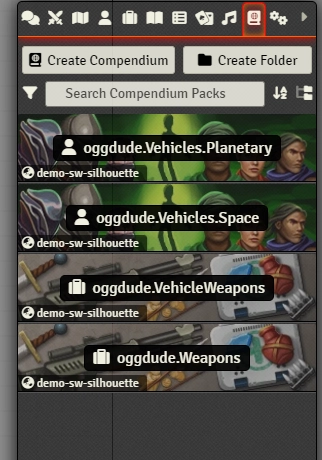 Create Compendium
Create Folder
Search Compendium Packs
oggdude.Vehicles.Planetary
demo-sw-silhouette
oggdude.Vehicles.Space
demo-sw-silhouette
oggdude.VehicleWeapons
demo-sw-silhouette
oggdude.Weapons
demo-sw-silhouette